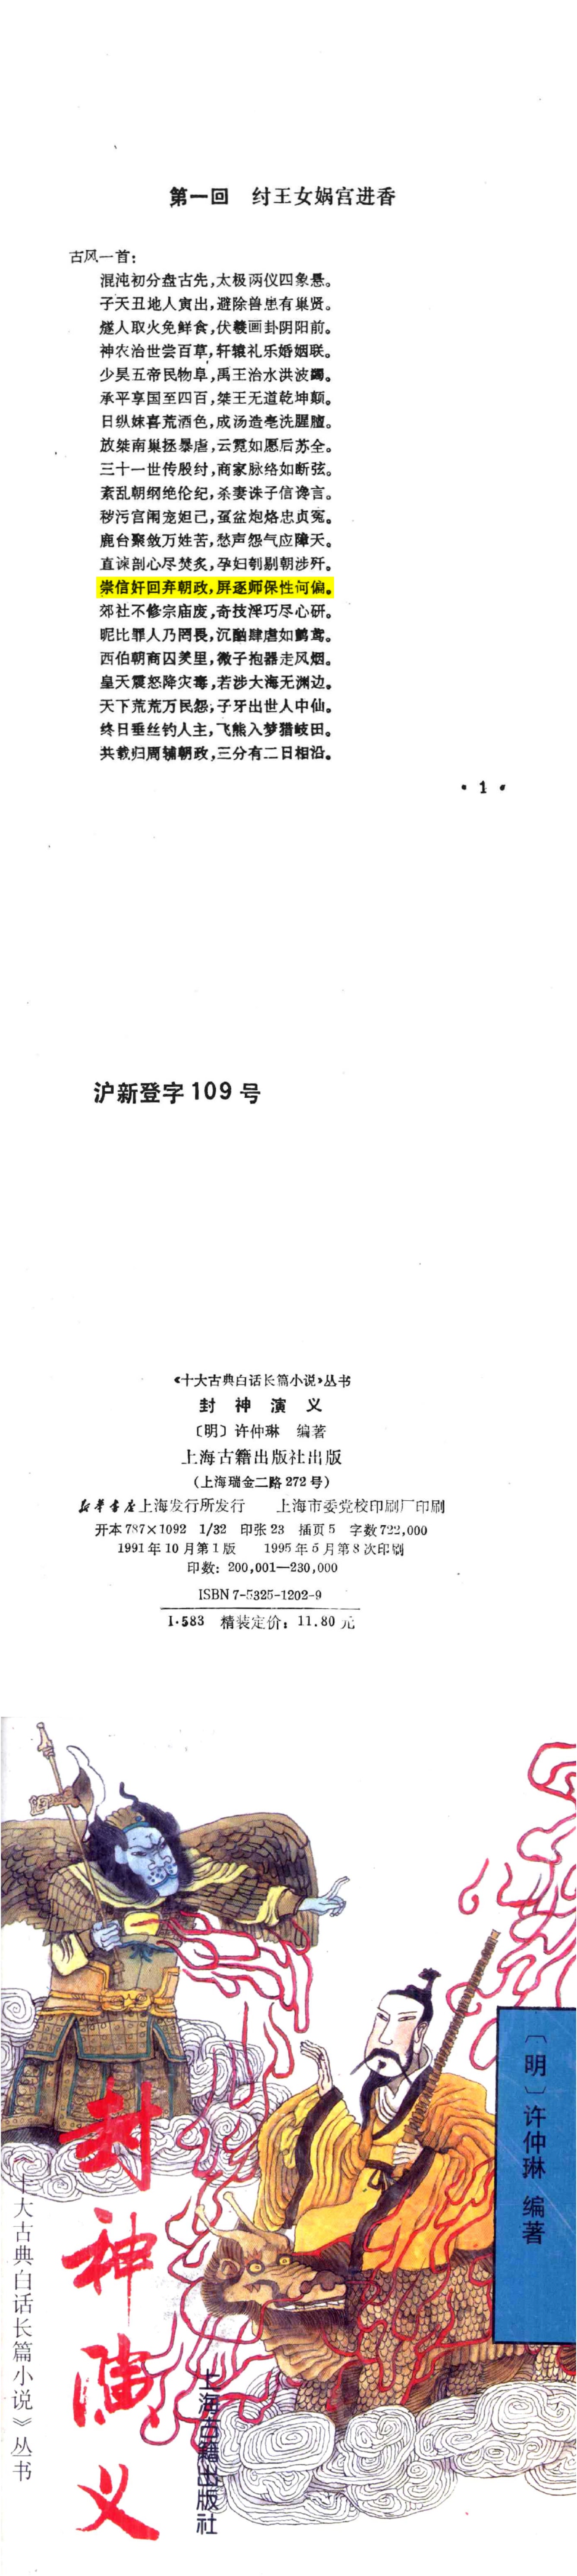 第一回 纣王女娲宫进香
古风一首：
混沌初分盘古先，太极两仪四象悬。
子天丑地人寅出，避除兽患有巢贤。
燧人取火免鲜食，伏羲画卦阴阳前。
神农治世尝百草，轩辕礼乐婚姻联。
少昊五帝民物阜，禹王治水洪波蠲。
承平享国至四百，桀王无道乾坤颠。
日纵妹喜荒酒色，成汤造亳洗腥膻。
放桀南巢拯暴虐，云霓如愿后苏全。
三十一世传殷纣，商家脉络如断弦。
紊乱朝纲绝伦纪，杀妻诛子信谗言。
秽污宫闱宠妲己，虿盆炮烙忠贞冤。
鹿台聚敛万姓苦，愁声怨气应障天。
直谏剖心尽焚炙，孕妇刳剔朝涉歼。
崇信奸回弃朝政，屏逐师保性何偏。
郊社不修宗庙废，奇技淫巧尽心研。
昵比罪人乃罔畏，沉酗肆虐如鹯鸢。
西伯朝商囚羑里，微子抱器走风烟。
皇天震怒降灾毒，若涉大海无渊边。
天下荒荒万民怨，子牙出世人中仙。
终日垂丝钓人主，飞熊入梦猎岐田。
共载归周辅朝政，三分有二日相沿。
• 1 •
沪新登字 109 号
《十大古典白话长篇小说》丛书
封 神 演 义
〔明〕许仲琳 编著
上海古籍出版社出版
（上海瑞金二路 272 号）
新华书店上海发行所发行 上海市委党校印刷厂印刷
开本 787×1092 1/32 印张 23 插页 5 字数 722,000
1991 年 10 月第 1 版 1995 年 6 月第 8 次印刷
印数：200,001—230,000
ISBN 7-5325-1202-9
I·583 精装定价：11.80 元
〔明〕许仲琳 编著
封神演义
《十大古典白话长篇小说》丛书
上海古籍出版社